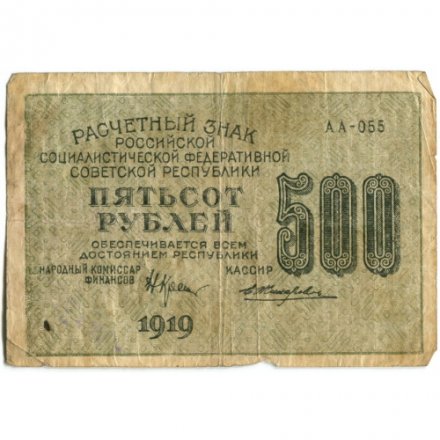 РАСЧЕТНЫЙ ЗНАК
АА-055
РОССИЙСКОЙ
СОЦИАЛИСТИЧЕСКОЙ ФЕДЕРАТИВНОЙ
СОВЕТСКОЙ РЕСПУБЛИКИ
ПЯТЬСОТ
РУБЛЕЙ
500
ОБЕСПЕЧИВАЕТСЯ ВСЕМ
ДОСТОЯНИЕМ РЕСПУБЛИКИ
НАРОДНЫЙ КОМИССАР
ФИНАНСОВ
КАССИР
1919